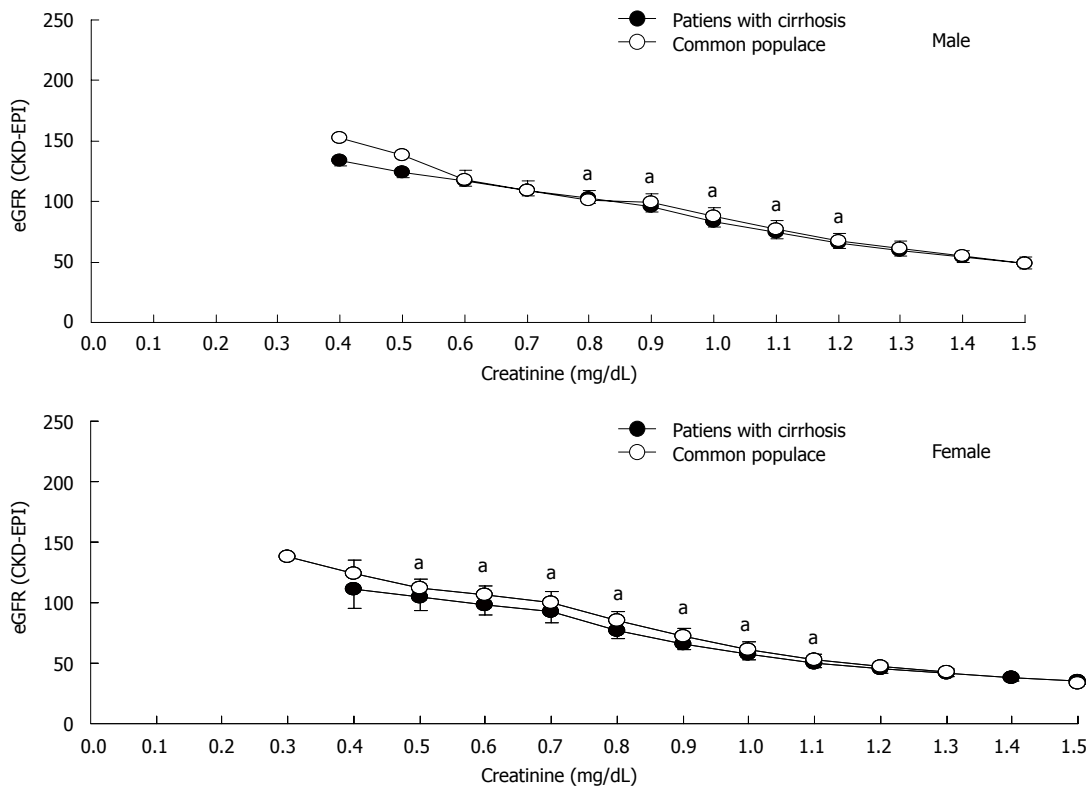 250
200
150
100
50
0
eGFR (CKD-EPI)
Patiens with cirrhosis
Common populace
Male
a a a a a
0.0 0.1 0.2 0.3 0.4 0.5 0.6 0.7 0.8 0.9 1.0 1.1 1.2 1.3 1.4 1.5
Creatinine (mg/dL)
250
200
150
100
50
0
eGFR (CKD-EPI)
Patiens with cirrhosis
Common populace
Female
a a a a a a a
0.0 0.1 0.2 0.3 0.4 0.5 0.6 0.7 0.8 0.9 1.0 1.1 1.2 1.3 1.4 1.5
Creatinine (mg/dL)